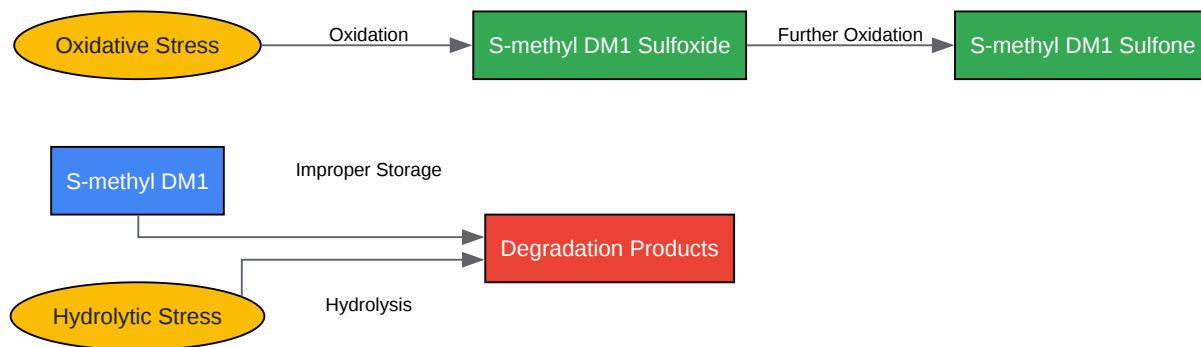 Oxidative Stress
Oxidation
S-methyl DM1 Sulfoxide
Further Oxidation
S-methyl DM1 Sulfone
S-methyl DM1
Improper Storage
Degradation Products
Hydrolytic Stress
Hydrolysis